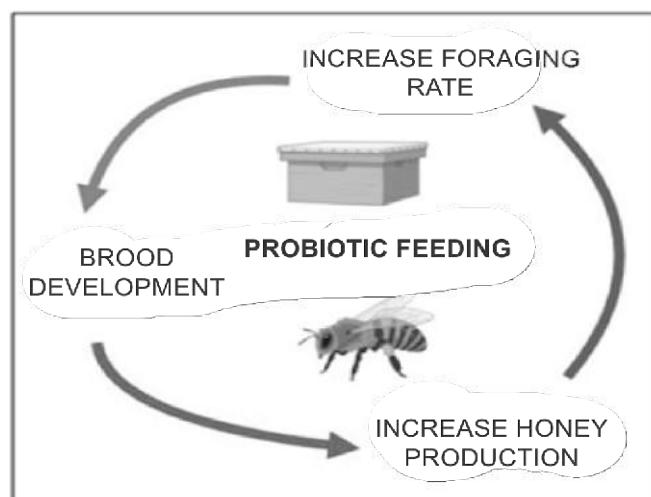 INCREASE FORAGING
RATE
PROBIOTIC FEEDING
BROOD
DEVELOPMENT
INCREASE HONEY
PRODUCTION